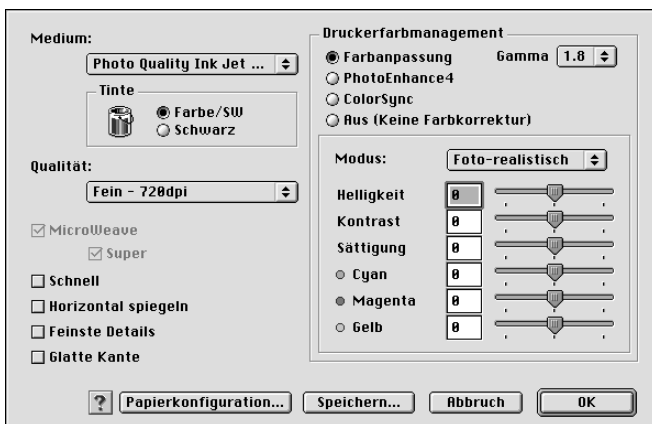 Medium:
Photo Quality Ink Jet ...
Tinte
Farbe/SW
Schwarz
Qualität:
Fein - 720dpi
MicroWeave
Super
Schnell
Horizontal spiegeln
Feinste Details
Glatte Kante
Druckerfarbmanagement
Farbanpassung
Gamma 1.8
PhotoEnhance4
ColorSync
Aus (Keine Farbkorrektur)
Modus: Foto-realistisch
Helligkeit 0
Kontrast 0
Sättigung 0
Cyan 0
Magenta 0
Gelb 0
? Papierkonfiguration... Speichern... Abbruch OK